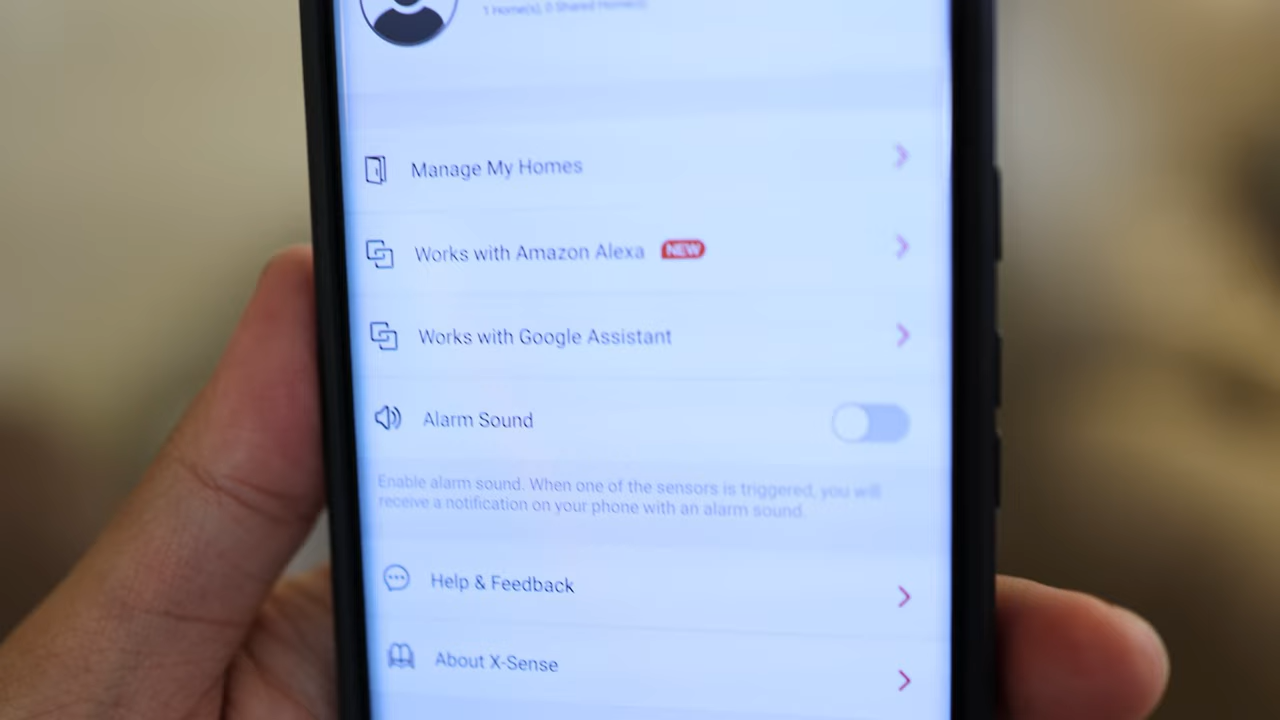 1 Home(s), 0 Shared Home(s)
Manage My Homes
Works with Amazon Alexa NEW
Works with Google Assistant
Alarm Sound
Enable alarm sound. When one of the sensors is triggered, you will
receive a notification on your phone with an alarm sound.
Help & Feedback
About X-Sense